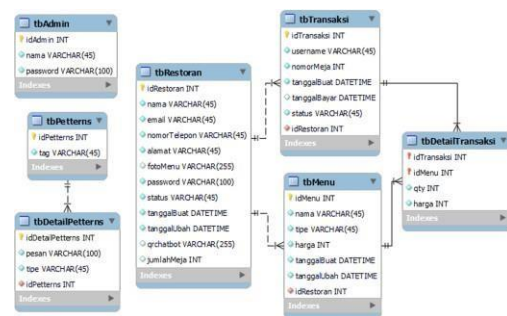 tbAdmin
idAdmin INT
nama VARCHAR(45)
password VARCHAR(100)
Indexes
tbPetterns
idPetterns INT
tag VARCHAR(45)
Indexes
tbDetailPetterns
idDetailPetterns INT
pesan VARCHAR(100)
tipe VARCHAR(45)
idPetterns INT
Indexes
tbRestoran
idRestoran INT
nama VARCHAR(45)
email VARCHAR(45)
nomorTelepon VARCHAR(45)
alamat VARCHAR(45)
fotoMenu VARCHAR(255)
password VARCHAR(100)
status VARCHAR(45)
tanggalBuat DATETIME
tanggalUbah DATETIME
qrchatbot VARCHAR(255)
jumlahMeja INT
Indexes
tbTransaksi
idTransaksi INT
username VARCHAR(45)
nomorMeja INT
tanggalBuat DATETIME
tanggalBayar DATETIME
status VARCHAR(45)
idRestoran INT
Indexes
tbMenu
idMenu INT
nama VARCHAR(45)
tipe VARCHAR(45)
harga INT
tanggalBuat DATETIME
tanggalUbah DATETIME
idRestoran INT
Indexes
tbDetailTransaksi
idTransaksi INT
idMenu INT
qty INT
harga INT
Indexes